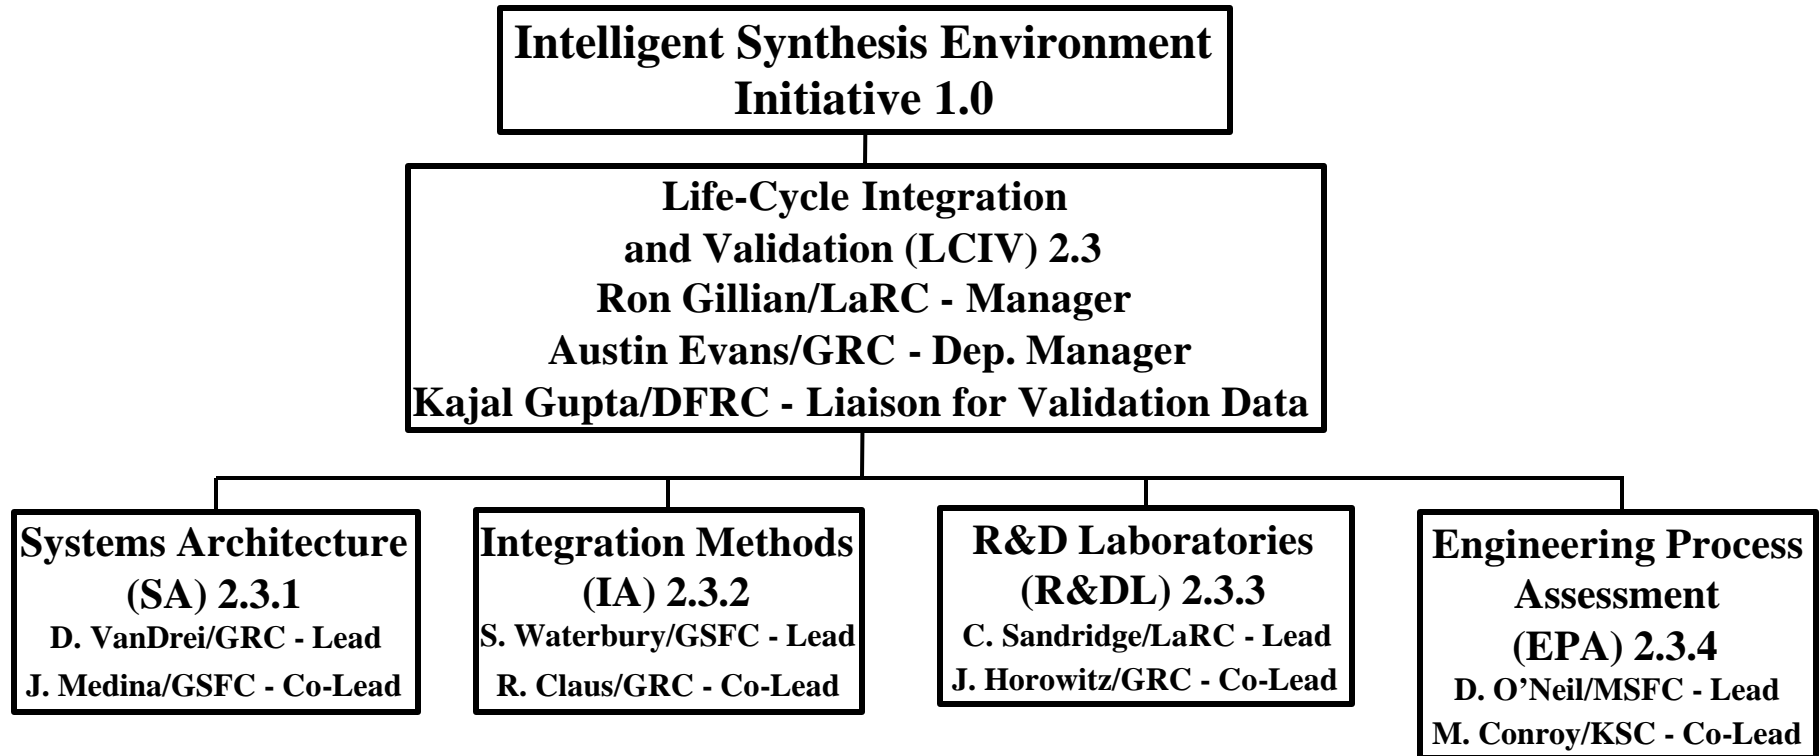 Intelligent Synthesis Environment
Initiative 1.0
Life-Cycle Integration
and Validation (LCIV) 2.3
Ron Gillian/LaRC - Manager
Austin Evans/GRC - Dep. Manager
Kajal Gupta/DFRC - Liaison for Validation Data
Systems Architecture
(SA) 2.3.1
D. VanDrei/GRC - Lead
J. Medina/GSFC - Co-Lead
Integration Methods
(IA) 2.3.2
S. Waterbury/GSFC - Lead
R. Claus/GRC - Co-Lead
R&D Laboratories
(R&DL) 2.3.3
C. Sandridge/LaRC - Lead
J. Horowitz/GRC - Co-Lead
Engineering Process
Assessment
(EPA) 2.3.4
D. O’Neil/MSFC - Lead
M. Conroy/KSC - Co-Lead